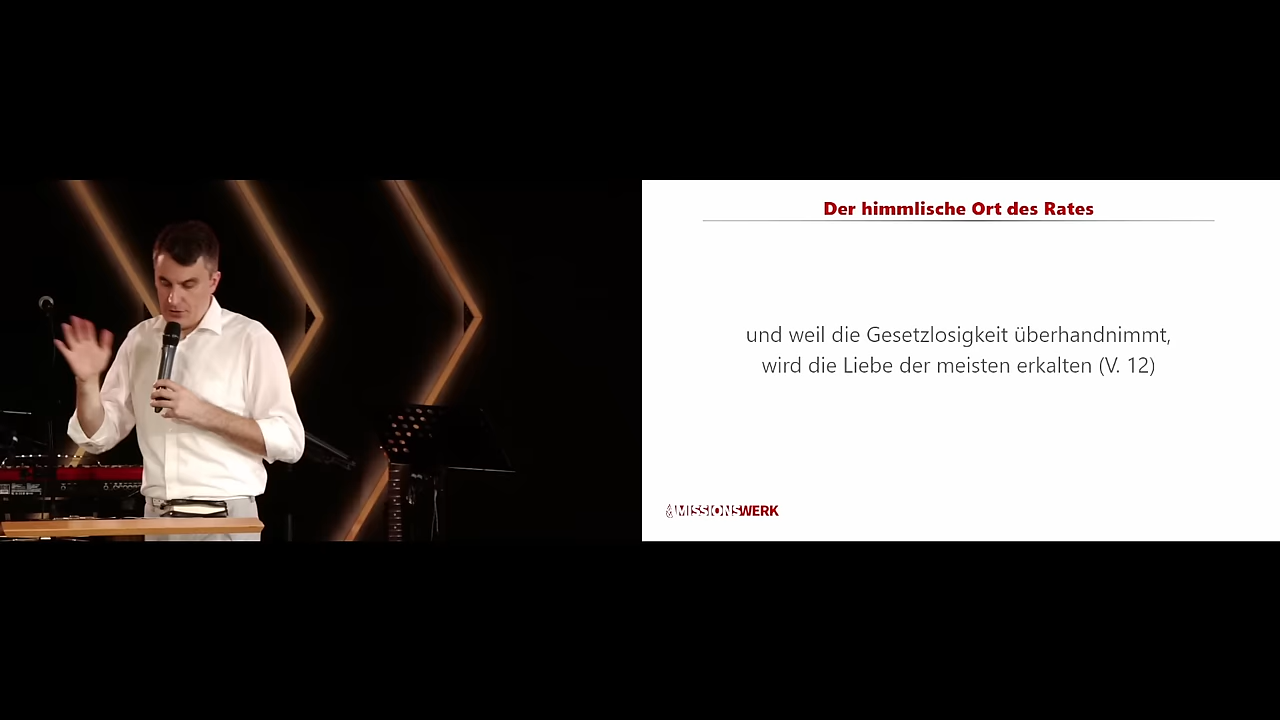 Der himmlische Ort des Rates
und weil die Gesetzlosigkeit überhandnimmt,
wird die Liebe der meisten erkalten (V. 12)
MISSIONSWERK